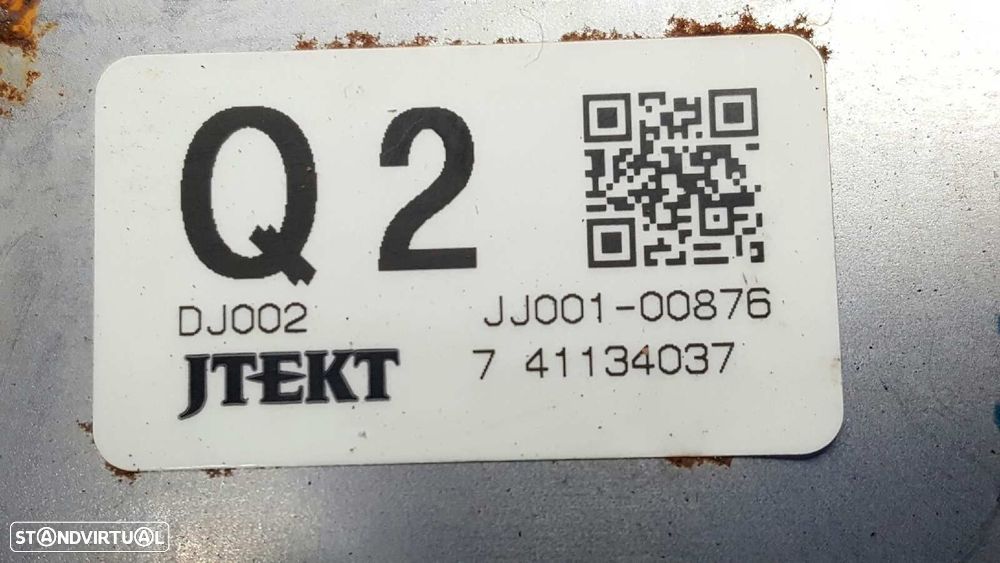 Q2
DJ002 JJ001-00876
JTEKT 7 41134037
STANDVIRTUAL